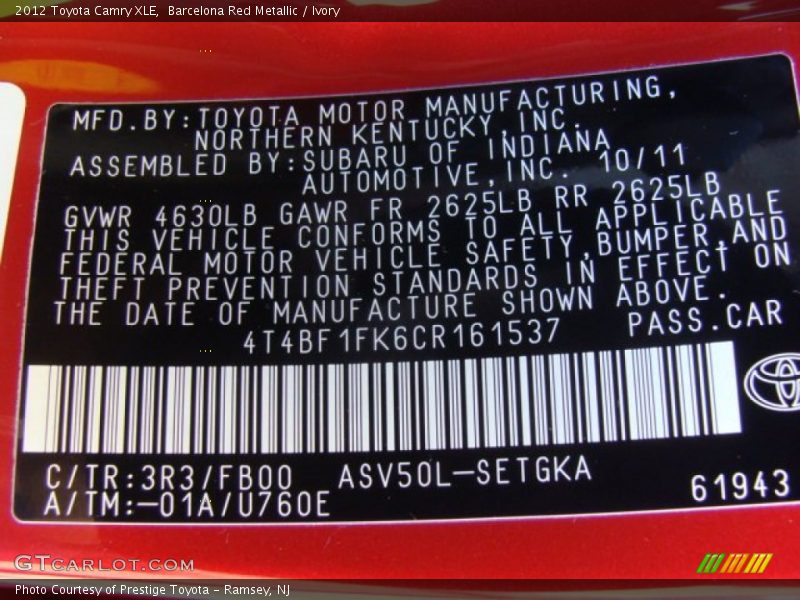 2012 Toyota Camry XLE,  Barcelona Red Metallic / Ivory
MFD.BY:TOYOTA MOTOR MANUFACTURING,
NORTHERN KENTUCKY,INC.
ASSEMBLED BY:SUBARU OF INDIANA
AUTOMOTIVE,INC. 10/11
GVWR 4630LB GAWR FR 2625LB RR 2625LB
THIS VEHICLE CONFORMS TO ALL APPLICABLE
FEDERAL MOTOR VEHICLE SAFETY,BUMPER,AND
THEFT PREVENTION STANDARDS IN EFFECT ON
THE DATE OF MANUFACTURE SHOWN ABOVE.
4T4BF1FK6CR161537 PASS.CAR
C/TR:3R3/FB00 ASV50L-SETGKA
A/TM:-01A/U760E 61943
GTCARLOT.COM
Photo Courtesy of Prestige Toyota - Ramsey, NJ